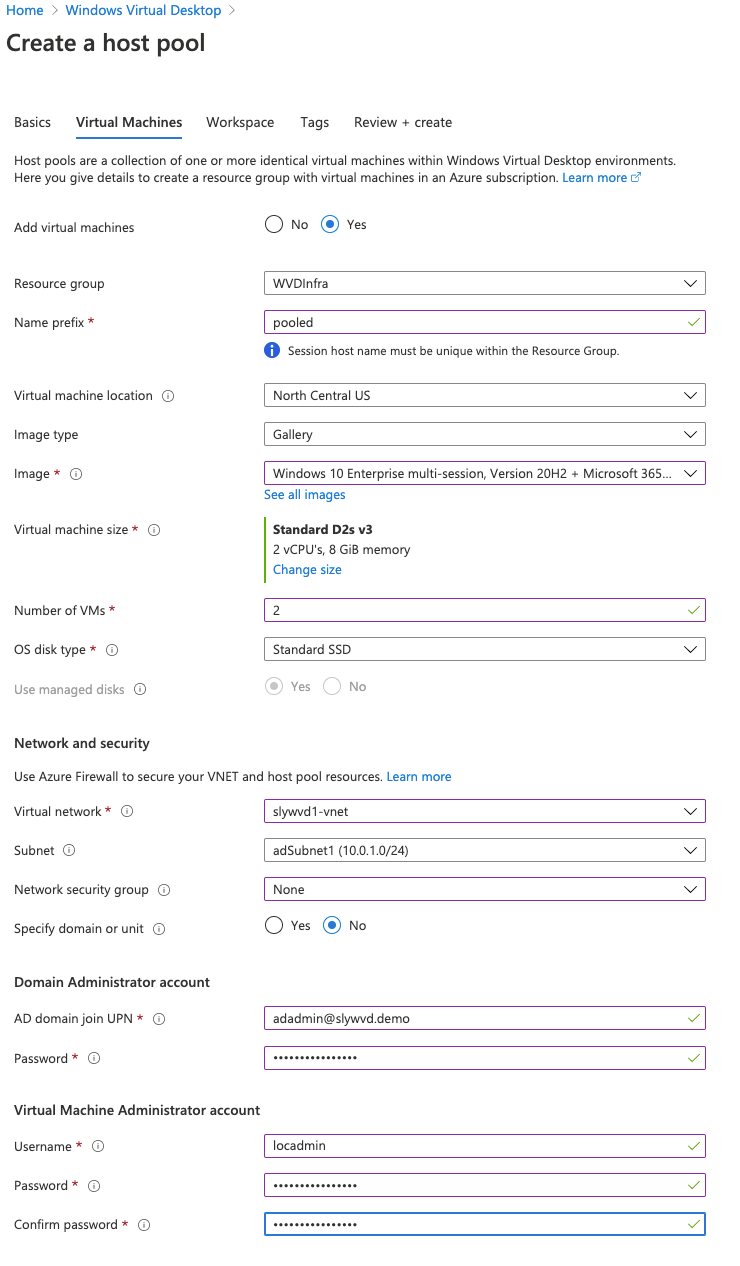 Home > Windows Virtual Desktop >
Create a host pool
Basics Virtual Machines Workspace Tags Review + create
Host pools are a collection of one or more identical virtual machines within Windows Virtual Desktop environments.
Here you give details to create a resource group with virtual machines in an Azure subscription. Learn more
Add virtual machines No Yes
Resource group WVDInfra
Name prefix * pooled
Session host name must be unique within the Resource Group.
Virtual machine location North Central US
Image type Gallery
Image * Windows 10 Enterprise multi-session, Version 20H2 + Microsoft 365...
See all images
Virtual machine size * Standard D2s v3
2 vCPU's, 8 GiB memory
Change size
Number of VMs * 2
OS disk type * Standard SSD
Use managed disks Yes No
Network and security
Use Azure Firewall to secure your VNET and host pool resources. Learn more
Virtual network * slywvd1-vnet
Subnet adSubnet1 (10.0.1.0/24)
Network security group None
Specify domain or unit Yes No
Domain Administrator account
AD domain join UPN * adadmin@slywvd.demo
Password * ••••••••••••••••
Virtual Machine Administrator account
Username * locadmin
Password * ••••••••••••••••
Confirm password * ••••••••••••••••